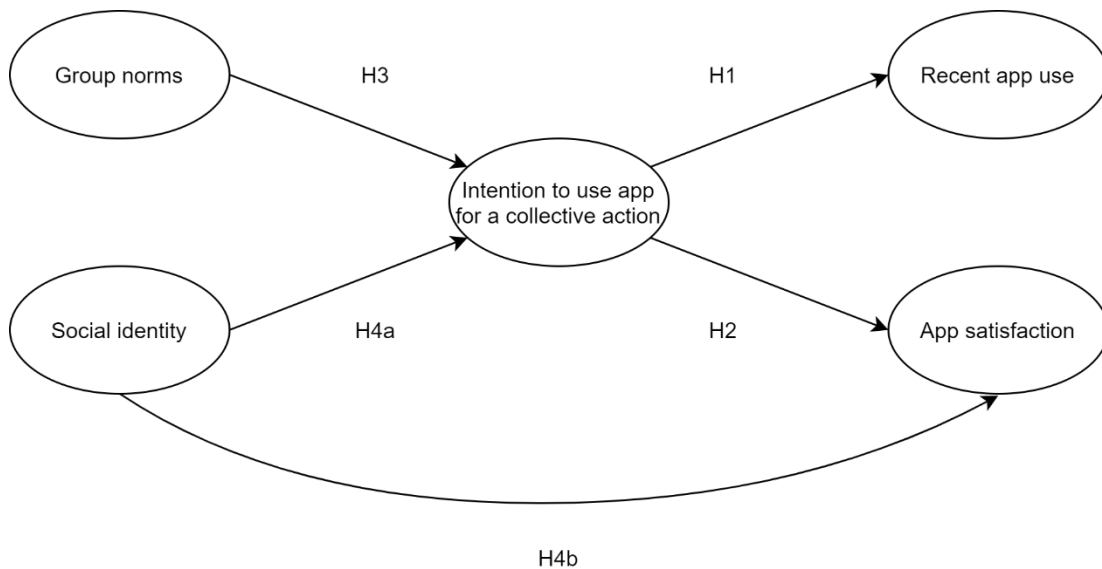 Group norms
H3
H1
Recent app use
Intention to use app
for a collective action
Social identity
H4a
H2
App satisfaction
H4b